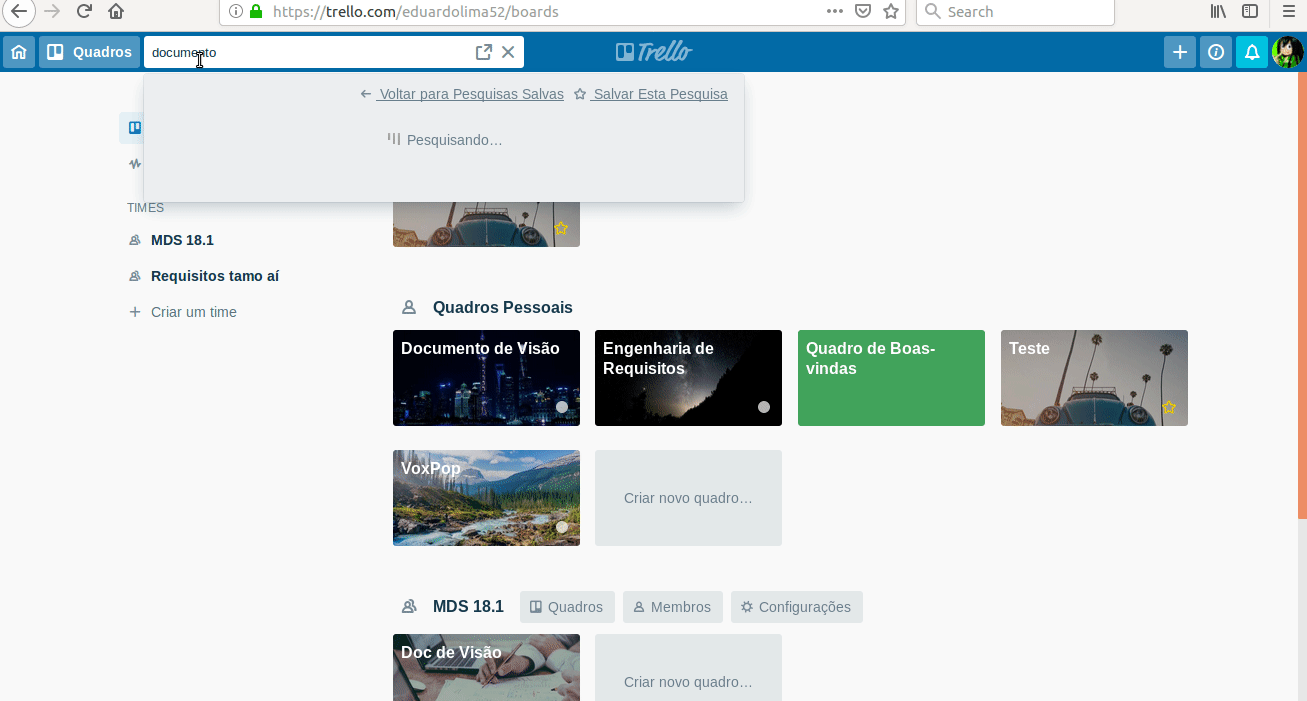 https://trello.com/eduardolima52/boards
Search
Quadros
documento
Trello
Voltar para Pesquisas Salvas
Salvar Esta Pesquisa
Pesquisando…
TIMES
MDS 18.1
Requisitos tamo aí
Criar um time
Quadros Pessoais
Documento de Visão
Engenharia de
Requisitos
Quadro de Boas-
vindas
Teste
VoxPop
Criar novo quadro…
MDS 18.1
Quadros
Membros
Configurações
Doc de Visão
Criar novo quadro…